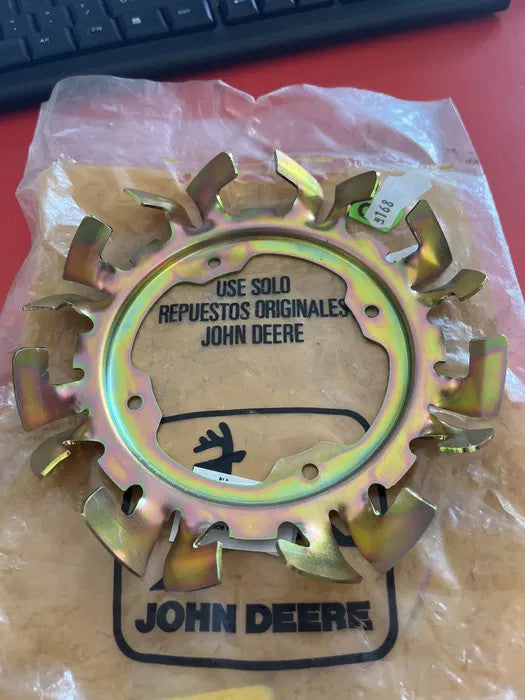 3168
USE SOLO
REPUESTOS ORIGINALES
JOHN DEERE
JOHN DEERE